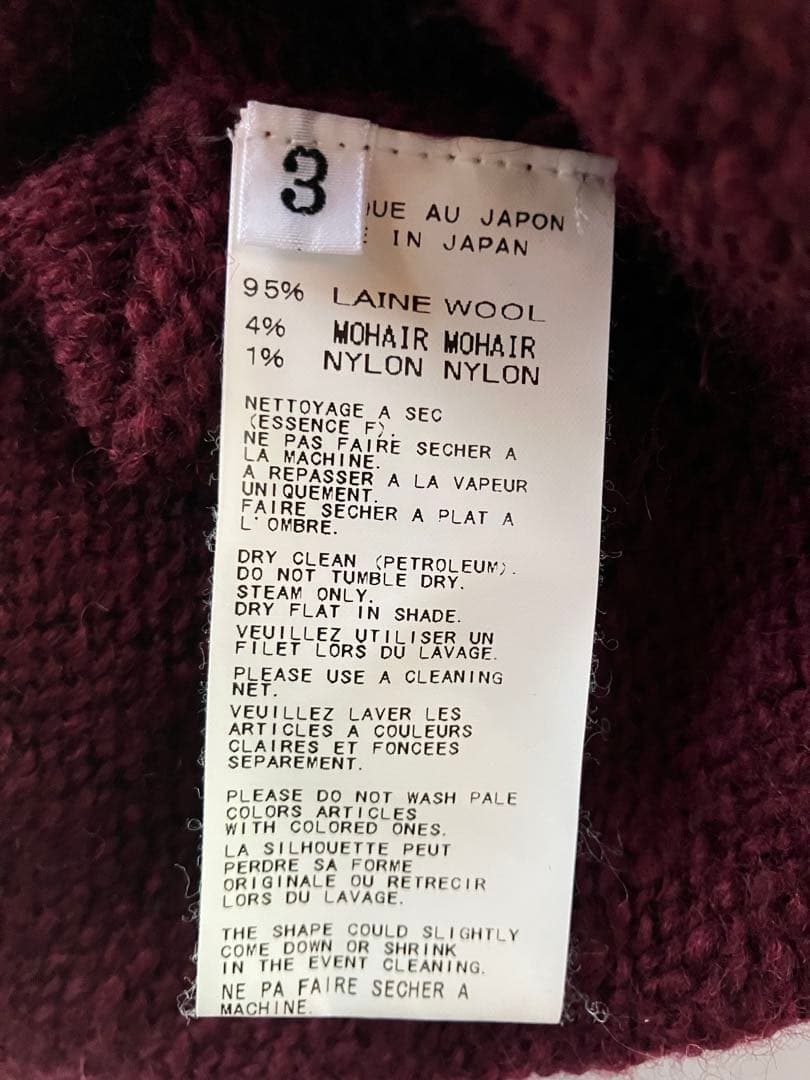 3
UE AU JAPON
IN JAPAN
95% LAINE WOOL
4% MOHAIR MOHAIR
1% NYLON NYLON
NETTOYAGE A SEC
(ESSENCE F).
NE PAS FAIRE SECHER A
LA MACHINE.
A REPASSER A LA VAPEUR
UNIQUEMENT.
FAIRE SECHER A PLAT A
L'OMBRE.
DRY CLEAN (PETROLEUM).
DO NOT TUMBLE DRY.
STEAM ONLY.
DRY FLAT IN SHADE.
VEUILLEZ UTILISER UN
FILET LORS DU LAVAGE.
PLEASE USE A CLEANING
NET.
VEUILLEZ LAVER LES
ARTICLES A COULEURS
CLAIRES ET FONCEES
SEPAREMENT.
PLEASE DO NOT WASH PALE
COLORS ARTICLES
WITH COLORED ONES.
LA SILHOUETTE PEUT
PERDRE SA FORME
ORIGINALE OU RETRECIR
LORS DU LAVAGE.
THE SHAPE COULD SLIGHTLY
COME DOWN OR SHRINK
IN THE EVENT CLEANING.
NE PA FAIRE SECHER A
MACHINE.